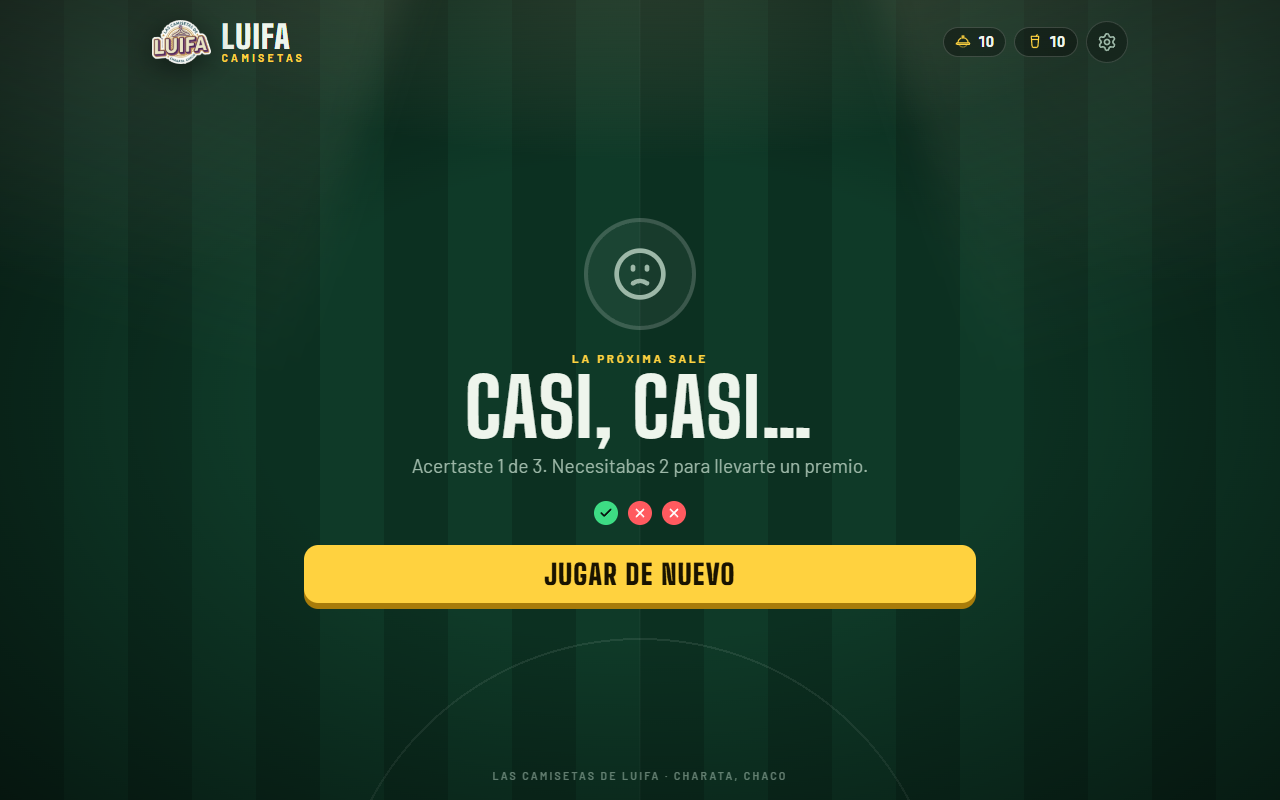 LUIFA
LUIFA
CAMISETAS
10
10
LA PRÓXIMA SALE
CASI, CASI...
Acertaste 1 de 3. Necesitabas 2 para llevarte un premio.
JUGAR DE NUEVO
LAS CAMISETAS DE LUIFA · CHARATA, CHACO